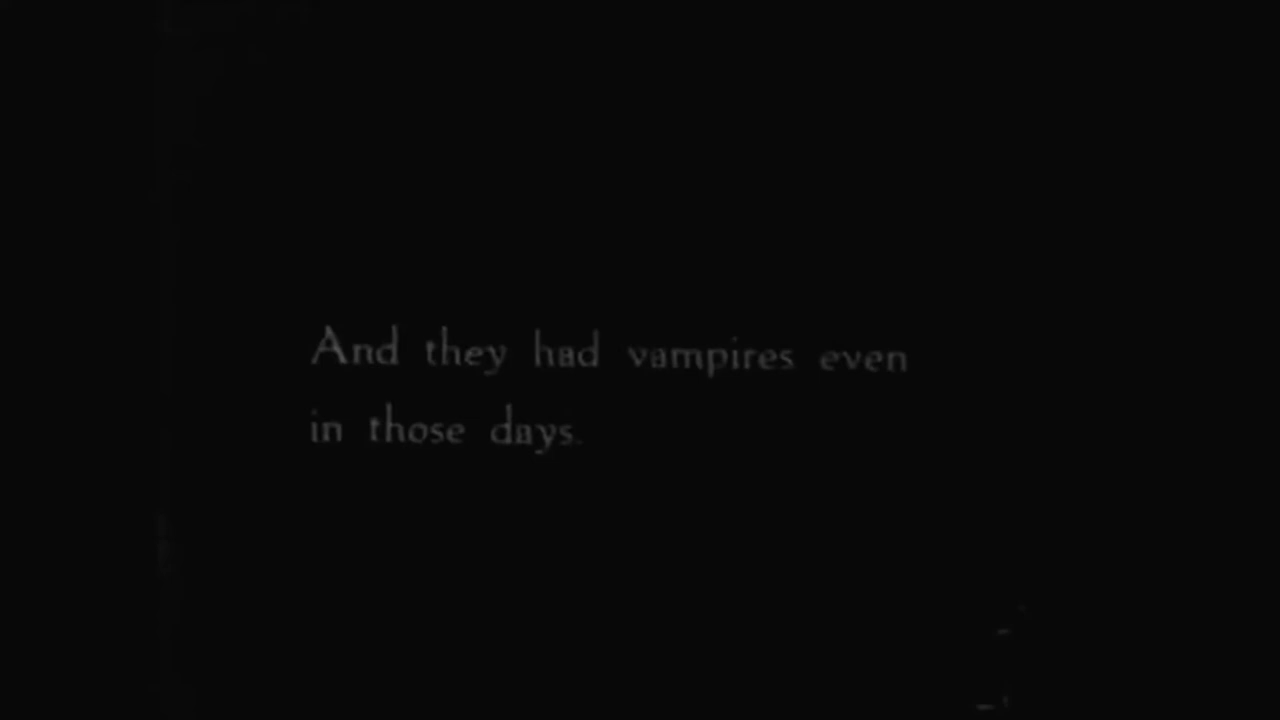 And they had vampires even
in those days.